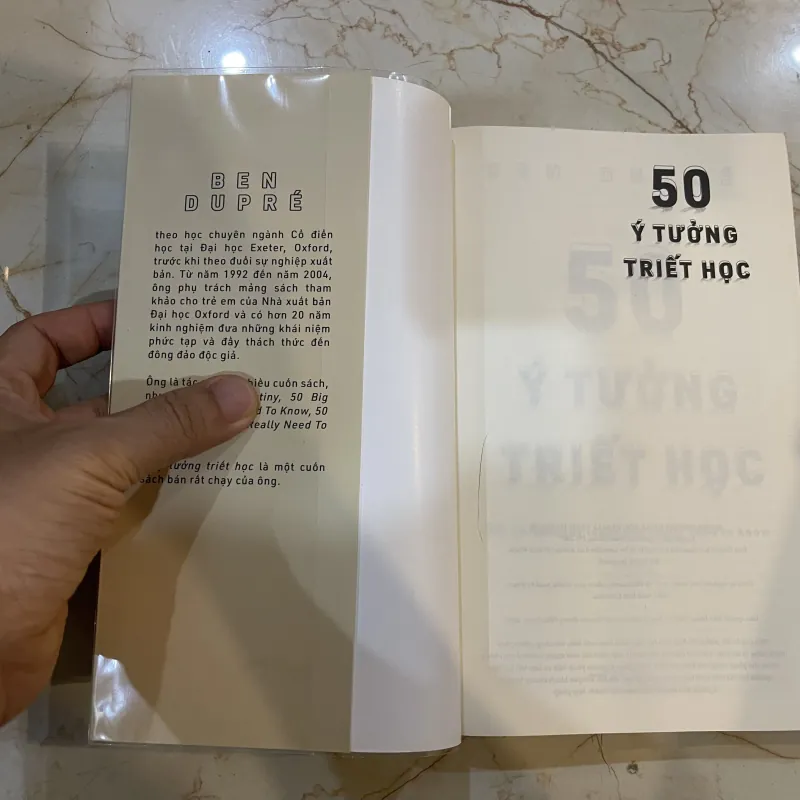 BEN
DUPRÉ
theo học chuyên ngành Cổ điển
học tại Đại học Exeter, Oxford,
trước khi theo đuổi sự nghiệp xuất
bản. Từ năm 1992 đến năm 2004,
ông phụ trách mảng sách tham
khảo cho trẻ em của Nhà xuất bản
Đại học Oxford và có hơn 20 năm
kinh nghiệm đưa những khái niệm
phức tạp và đầy thách thức đến
đông đảo độc giả.
Ông là tác cuốn sách,
50 Big
To Know, 50
Really Need To
tưởng triết học là một cuốn
sách bán rất chạy của ông.
50
Ý TƯỞNG
TRIẾT HỌC